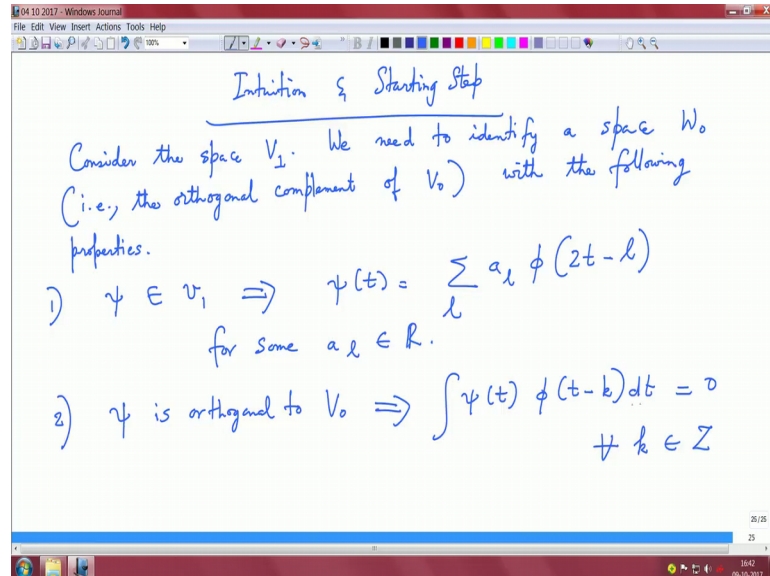 04 10 2017 - Windows Journal
File Edit View Insert Actions Tools Help
100%
Intuition & Starting Step
Consider the space V₁. We need to identify a space W₀
(i.e., the orthogonal complement of V₀) with the following
properties.
1) ψ ∈ v₁ ⟹ ψ(t) = ∑_l a_l ϕ(2t - l)
for some a_l ∈ R.
2) ψ is orthogonal to V₀ ⟹ ∫ψ(t) ϕ(t-k)dt = 0
∀ k ∈ Z
25/25
25
16:42
09-10-2017